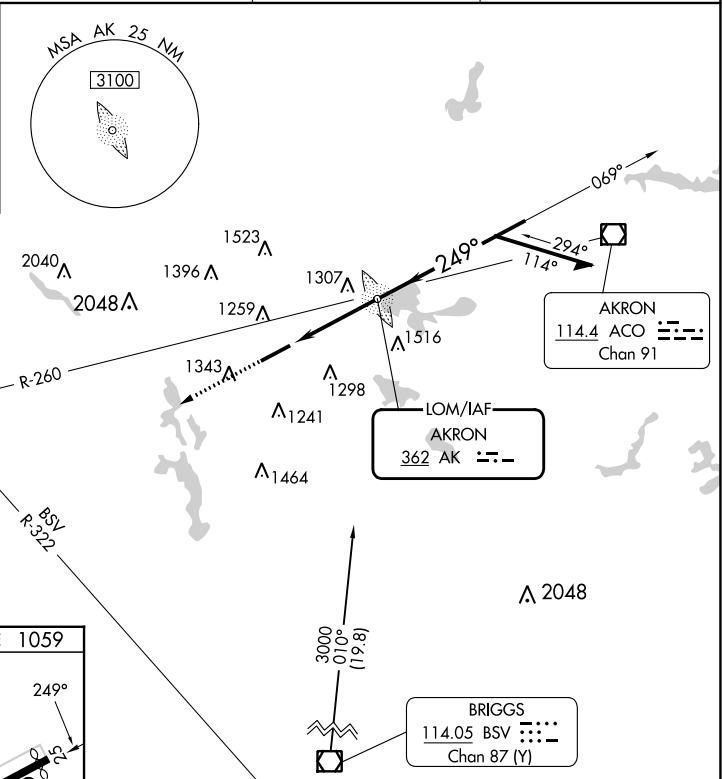 MSA AK 25 NM
3100
069°
249°
294°
114°
1523
2040
1396
2048
1307
1259
1516
AKRON
114.4 ACO
Chan 91
1343
R-260
1298
1241
LOM/IAF
AKRON
362 AK
1464
BSV
R-322
2048
3000
010°
(19.8)
1059
249°
25
BRIGGS
114.05 BSV
Chan 87 (Y)